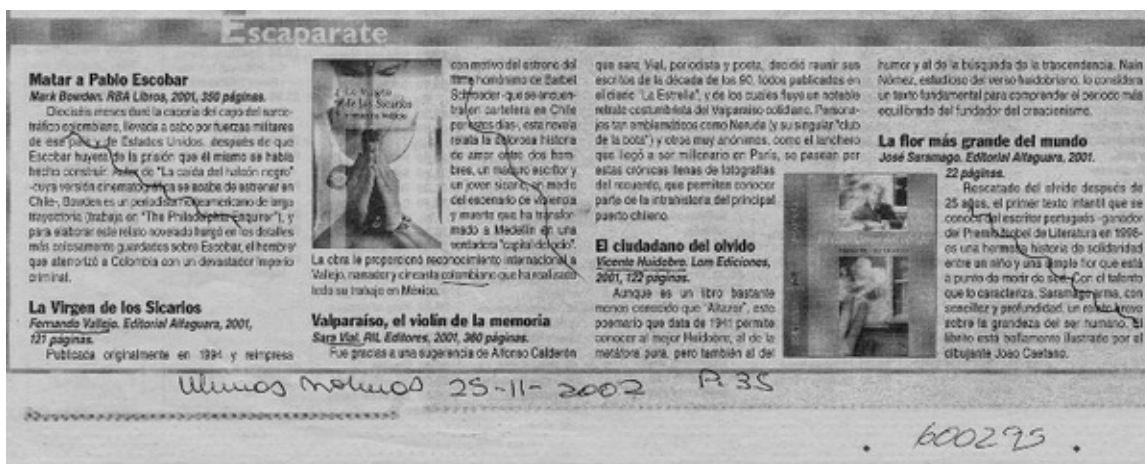 Escaparate
Matar a Pablo Escobar
Mark Bowden. RBA Libros, 2001, 350 páginas.
Dieciséis meses duró la cacería del capo del narco-
tráfico colombiano, llevada a cabo por fuerzas militares
de ese país y de Estados Unidos, después de que
Escobar huyera de la prisión que él mismo se había
hecho construir. Autor de "La caída del halcón negro"
-cuya versión cinematográfica se acaba de estrenar en
Chile-, Bowden es un periodista norteamericano de larga
trayectoria (trabaja en "The Philadelphia Enquirer"), y
para elaborar este relato novelado hurgó en los detalles
más celosamente guardados sobre Escobar, el hombre
que aterrorizó a Colombia con un devastador imperio
criminal.
La Virgen de los Sicarios
Fernando Vallejo. Editorial Alfaguara, 2001,
121 páginas.
Publicada originalmente en 1994 y reimpresa
La Virgen
de los Sicarios
con motivo del estreno del
filme homónimo de Barbet
Schroeder -que se encuen-
tra en cartelera en Chile
por estos días-, esta novela
relata la dolorosa historia
de amor entre dos hom-
bres, un maduro escritor y
un joven sicario, en medio
del escenario de violencia
y muerte que ha transfor-
mado a Medellín en una
verdadera "capital del odio".
La obra le proporcionó reconocimiento internacional a
Vallejo, narrador y cineasta colombiano que ha realizado
todo su trabajo en México.
Valparaíso, el violín de la memoria
Sara Vial. RIL Editores, 2001, 360 páginas.
Fue gracias a una sugerencia de Alfonso Calderón
que Sara Vial, periodista y poeta, decidió reunir sus
escritos de la década de los 90, todos publicados en
el diario "La Estrella", y de los cuales fluye un notable
retrato costumbrista del Valparaíso cotidiano. Persona-
jes tan emblemáticos como Neruda (y su singular "club
de la bota") y otros muy anónimos, como el lanchero
que llegó a ser millonario en París, se pasean por
estas crónicas llenas de fotografías
del recuerdo, que permiten conocer
parte de la intrahistoria del principal
puerto chileno.
El ciudadano del olvido
Vicente Huidobro. Lom Ediciones,
2001, 122 páginas.
Aunque es un libro bastante
menos conocido que "Altazor", este
poemario que data de 1941 permite
conocer al mejor Huidobro, al de la
metáfora pura, pero también al del
humor y al de la búsqueda de la trascendencia. Naín
Nómez, estudioso del verso huidobriano, lo considera
un texto fundamental para comprender el periodo más
equilibrado del fundador del creacionismo.
La flor más grande del mundo
José Saramago. Editorial Alfaguara, 2001.
22 páginas.
Rescatado del olvido después de
25 años, el primer texto infantil que se
conoce del escritor portugués -ganador
del Premio Nobel de Literatura en 1998-
es una hermosa historia de solidaridad
entre un niño y una simple flor que está
a punto de morir de sed. Con el talento
que lo caracteriza, Saramago arma, con
sencillez y profundidad, un relato breve
sobre la grandeza del ser humano. El
librito está bellamente ilustrado por el
dibujante Joao Caetano.
25-11-2002 P. 35
600295